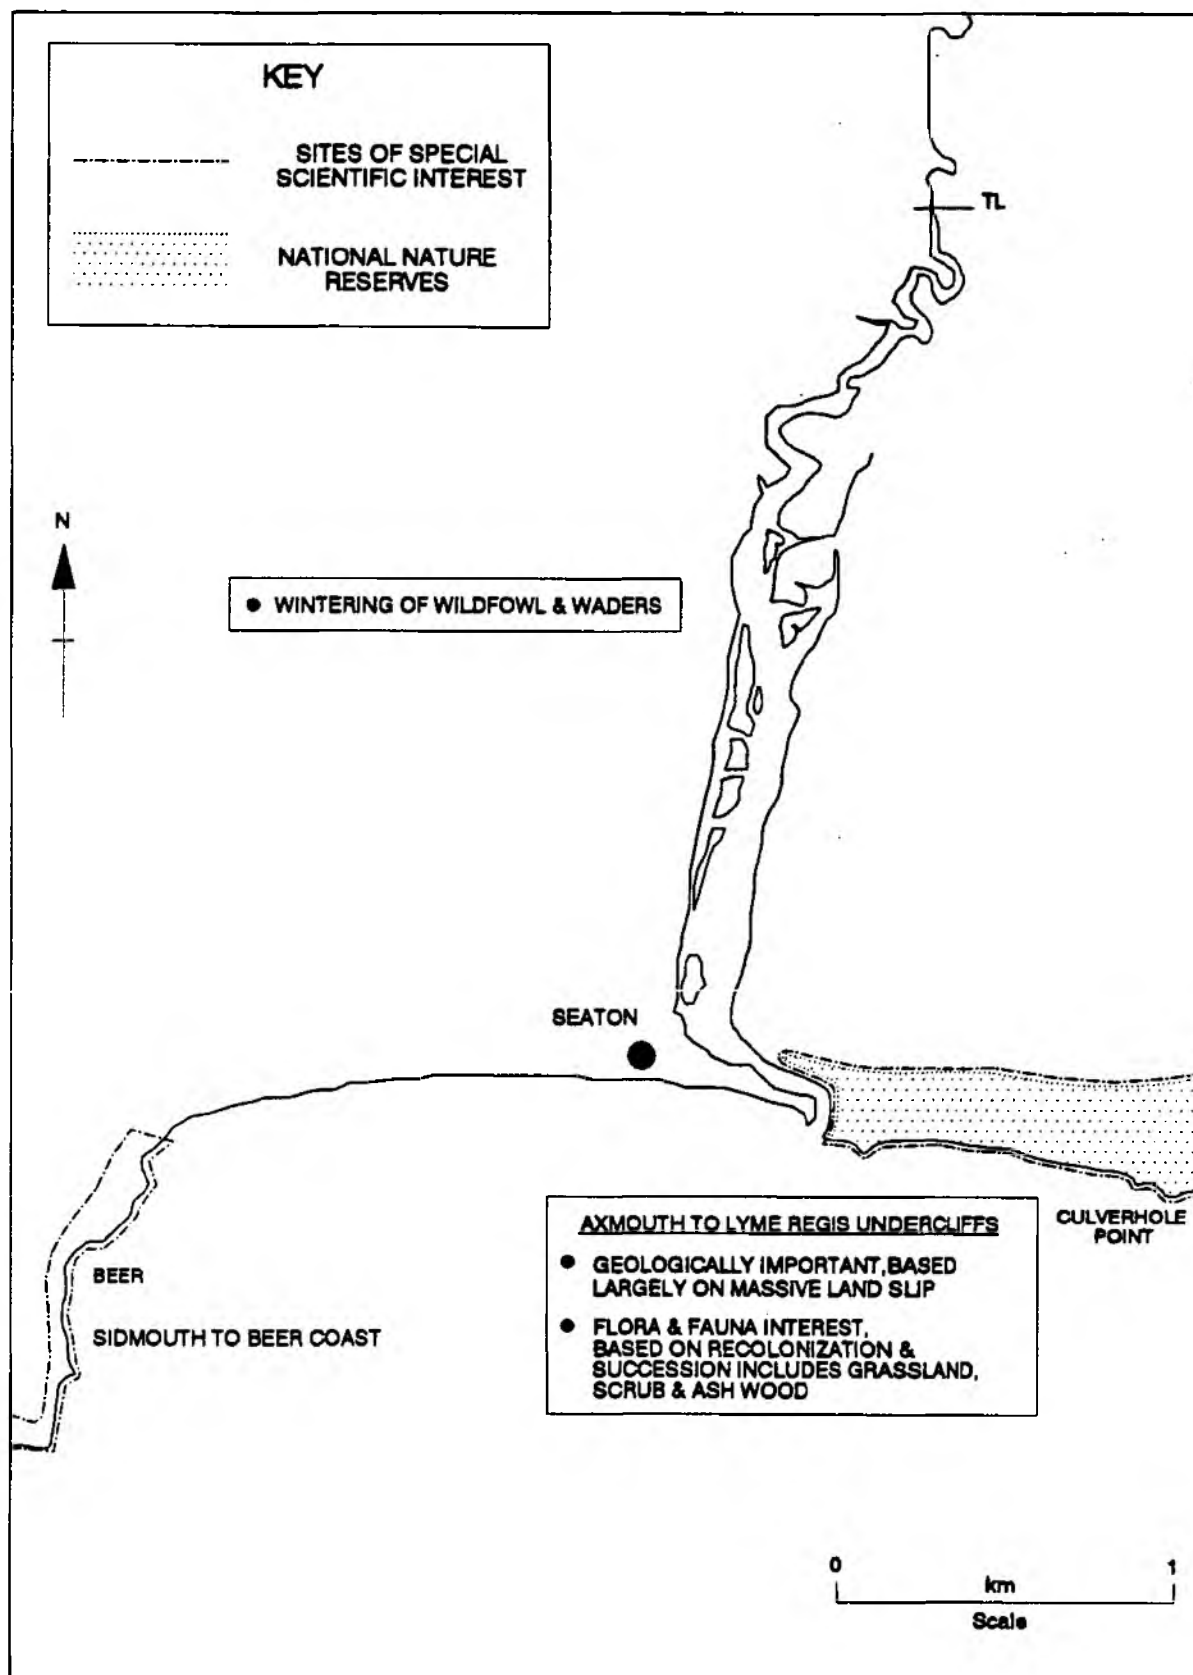 KEY
SITES OF SPECIAL
SCIENTIFIC INTEREST
NATIONAL NATURE
RESERVES
TL
N
● WINTERING OF WILDFOWL & WADERS
SEATON
CULVERHOLE
POINT
AXMOUTH TO LYME REGIS UNDERCLIFFS
● GEOLOGICALLY IMPORTANT, BASED
LARGELY ON MASSIVE LAND SLIP
● FLORA & FAUNA INTEREST,
BASED ON RECOLONIZATION &
SUCCESSION INCLUDES GRASSLAND,
SCRUB & ASH WOOD
BEER
SIDMOUTH TO BEER COAST
0 1
km
Scale